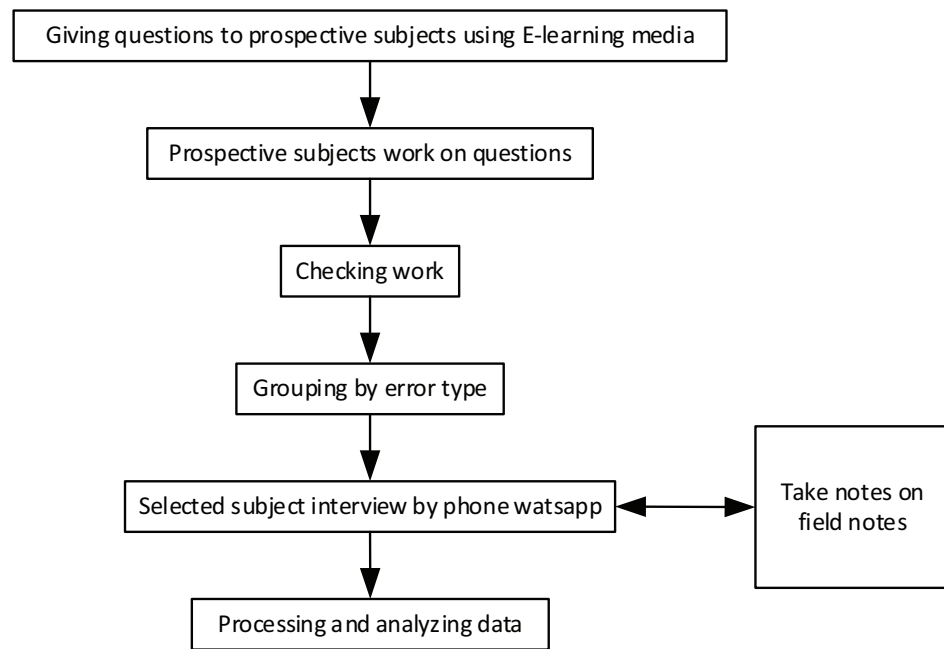 Giving questions to prospective subjects using E-learning media
Prospective subjects work on questions
Checking work
Grouping by error type
Selected subject interview by phone watsapp
Take notes on
field notes
Processing and analyzing data